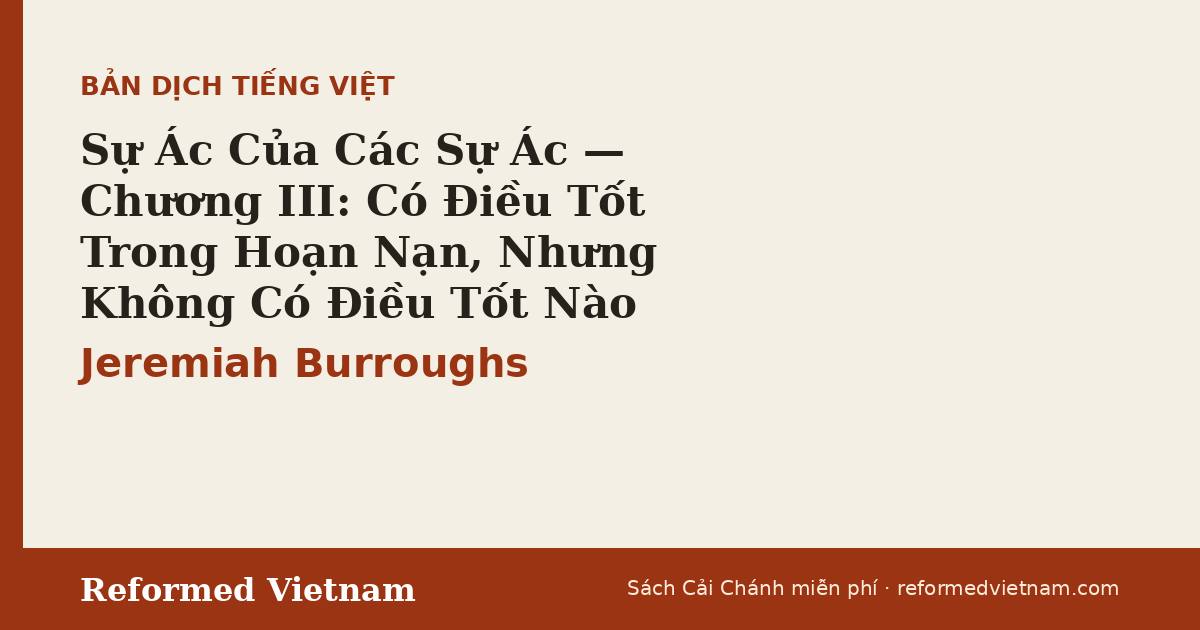 BẢN DỊCH TIẾNG VIỆT
Sự Ác Của Các Sự Ác —
Chương III: Có Điều Tốt
Trong Hoạn Nạn, Nhưng
Không Có Điều Tốt Nào
Jeremiah Burroughs
Reformed Vietnam
Sách Cải Chánh miễn phí · reformedvietnam.com